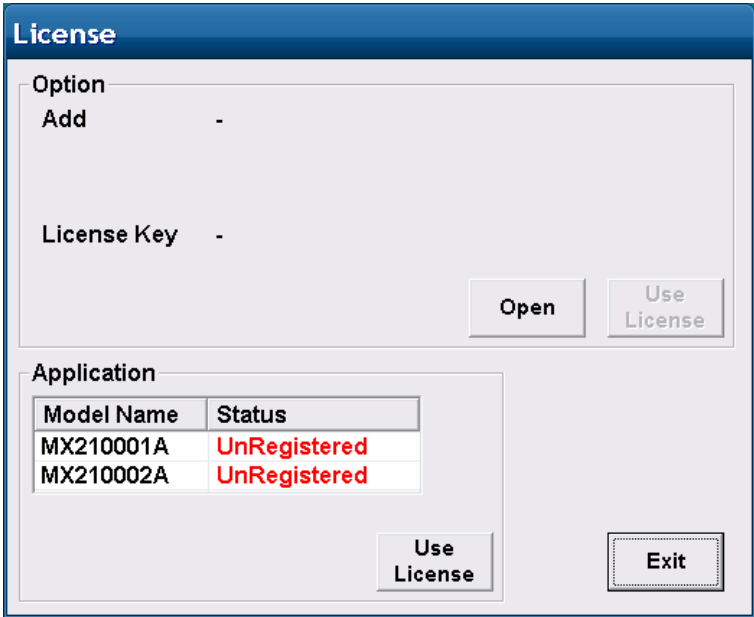 License
Option
Add -
License Key -
Open
Use
License
Application
Model Name Status
MX210001A UnRegistered
MX210002A UnRegistered
Use
License
Exit